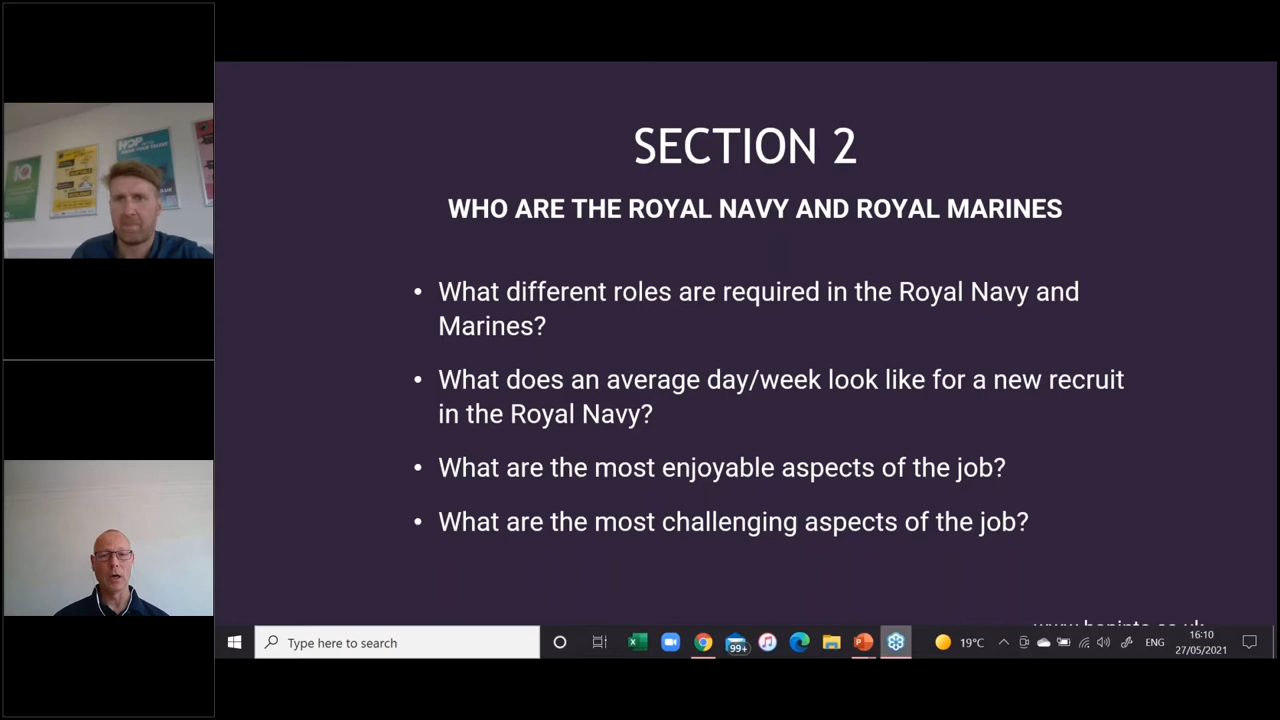 SECTION 2
WHO ARE THE ROYAL NAVY AND ROYAL MARINES
• What different roles are required in the Royal Navy and
Marines?
• What does an average day/week look like for a new recruit
in the Royal Navy?
• What are the most enjoyable aspects of the job?
• What are the most challenging aspects of the job?
Type here to search
99+
19°C
ENG
16:10
27/05/2021
HOP